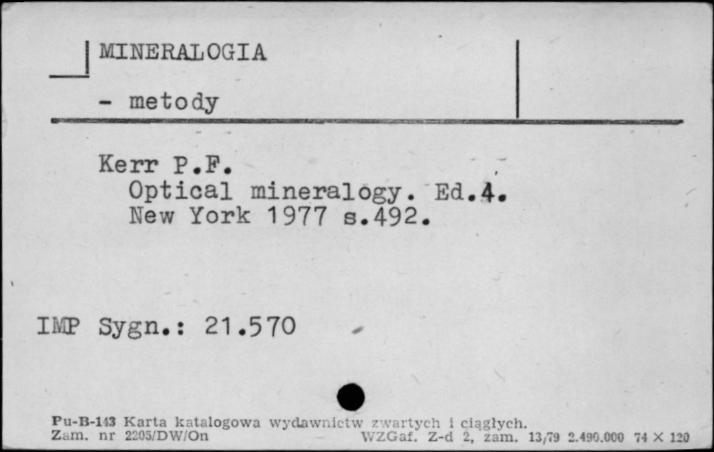 MINERALOGIA
- metody
Kerr P.F.
Optical mineralogy. Ed.4.
New York 1977 s.492.
IMP Sygn.: 21.570
Pu-B-143 Karta katalogowa wydawnictw zwartych i ciągłych.
Zam. nr 2205/DW/On WZGaf. Z-d 2, zam. 13/79 2.490.000 74 X 120